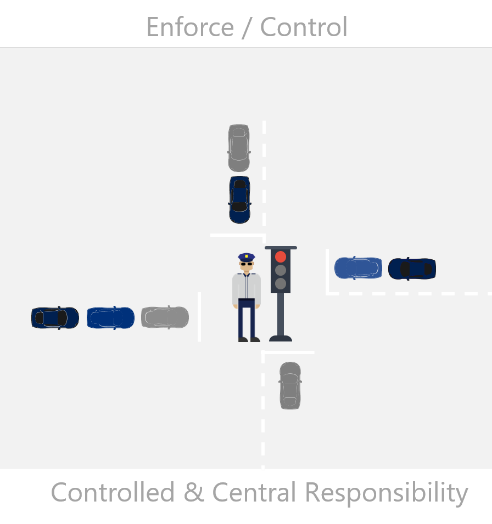 Enforce / Control
Controlled & Central Responsibility